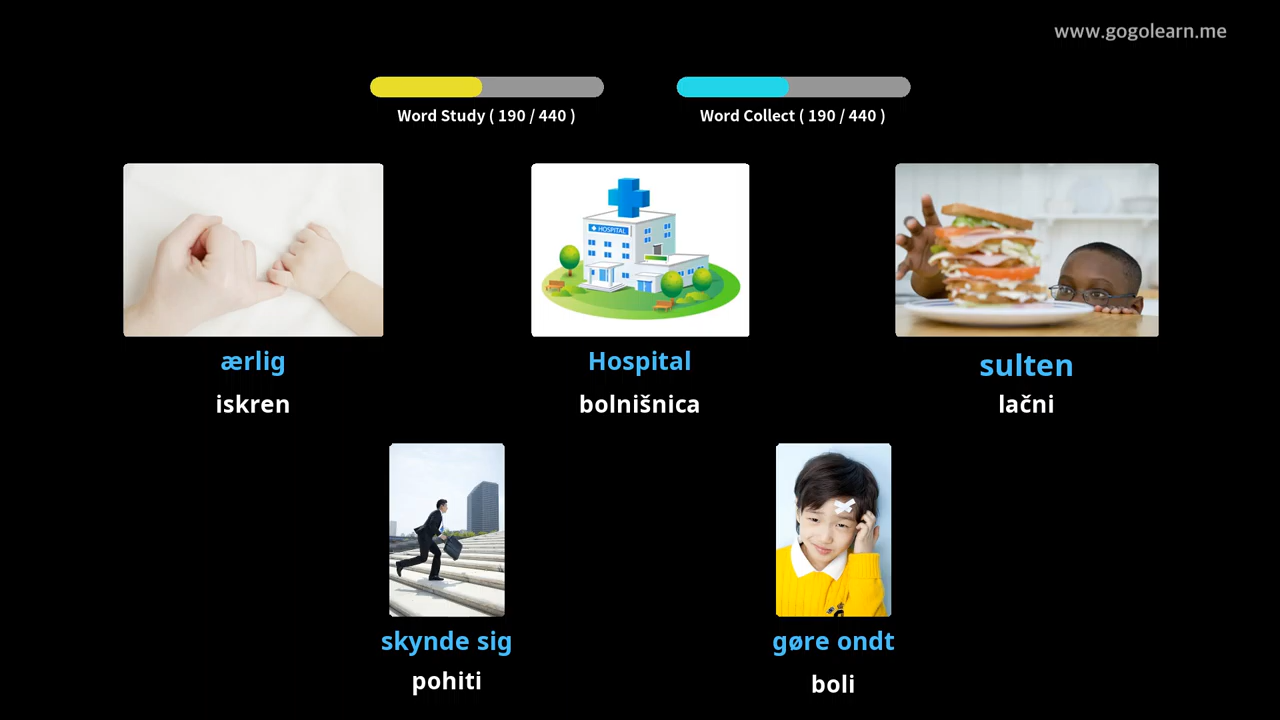 www.gogolearn.me
Word Study ( 190 / 440 )
Word Collect ( 190 / 440 )
HOSPITAL
ærlig
Hospital
sulten
iskren
bolnišnica
lačni
skynde sig
gøre ondt
pohiti
boli